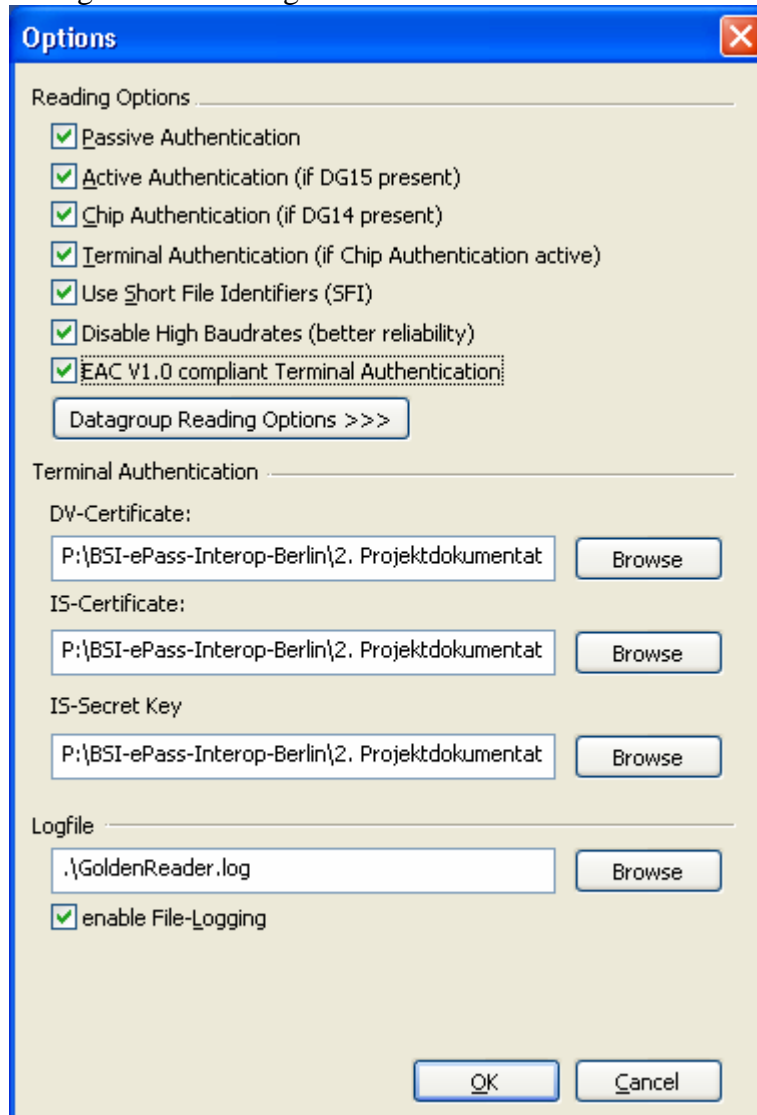 Options
Reading Options
Passive Authentication
Active Authentication (if DG15 present)
Chip Authentication (if DG14 present)
Terminal Authentication (if Chip Authentication active)
Use Short File Identifiers (SFI)
Disable High Baudrates (better reliability)
EAC V1.0 compliant Terminal Authentication
Datagroup Reading Options >>>
Terminal Authentication
DV-Certificate:
P:\BSI-ePass-Interop-Berlin\2. Projektdokumentat Browse
IS-Certificate:
P:\BSI-ePass-Interop-Berlin\2. Projektdokumentat Browse
IS-Secret Key
P:\BSI-ePass-Interop-Berlin\2. Projektdokumentat Browse
Logfile
.\GoldenReader.log Browse
enable File-Logging
OK Cancel